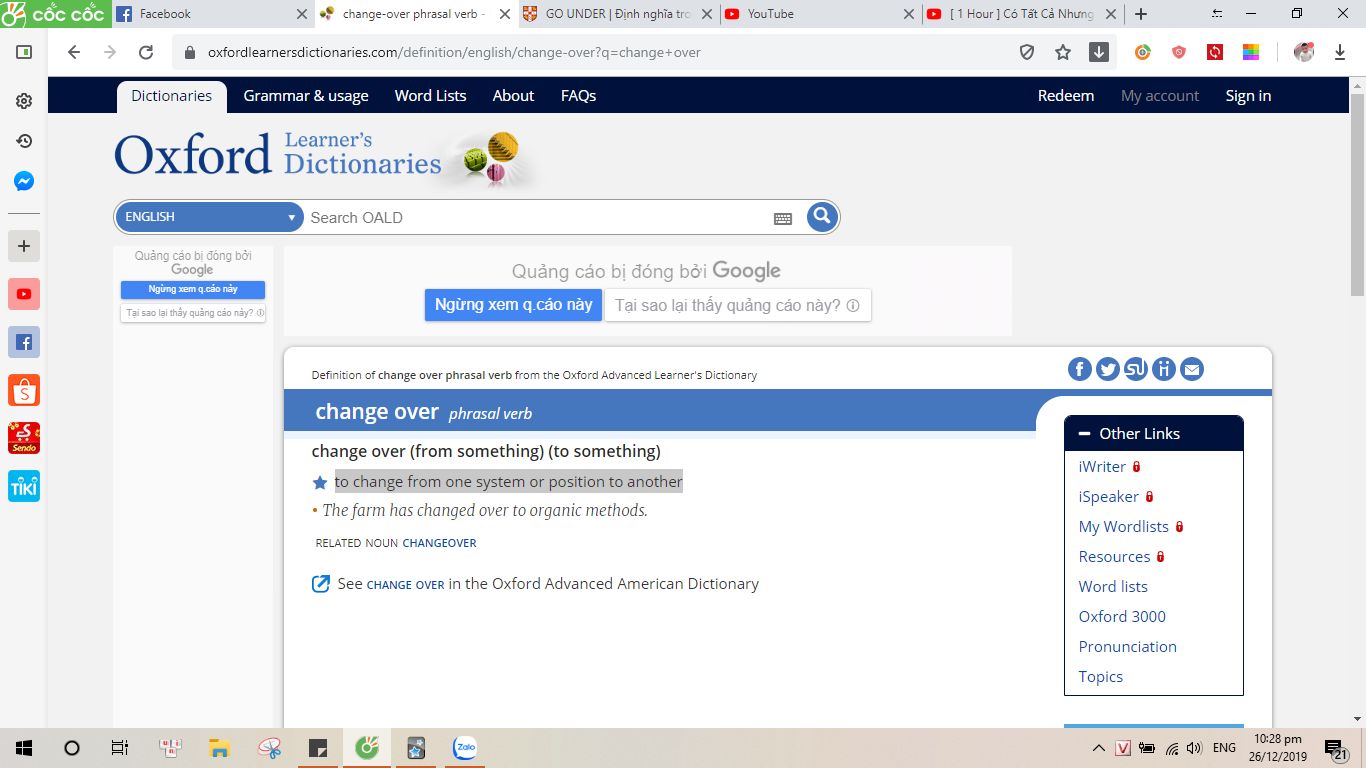 cốc cốc
Facebook
change-over phrasal verb -
GO UNDER | Định nghĩa tro
YouTube
[ 1 Hour ] Có Tất Cả Nhưng
oxfordlearnersdictionaries.com/definition/english/change-over?q=change+over
Dictionaries
Grammar & usage
Word Lists
About
FAQs
Redeem
My account
Sign in
Oxford Learner's Dictionaries
ENGLISH
Search OALD
Quảng cáo bị đóng bởi
Google
Ngừng xem q.cáo này
Tại sao lại thấy quảng cáo này?
Quảng cáo bị đóng bởi Google
Ngừng xem q.cáo này
Tại sao lại thấy quảng cáo này?
Definition of change over phrasal verb from the Oxford Advanced Learner's Dictionary
change over phrasal verb
change over (from something) (to something)
to change from one system or position to another
• The farm has changed over to organic methods.
RELATED NOUN CHANGEOVER
See CHANGE OVER in the Oxford Advanced American Dictionary
Other Links
iWriter
iSpeaker
My Wordlists
Resources
Word lists
Oxford 3000
Pronunciation
Topics
Sendo
TIKI
Zalo
ENG
10:28 pm
26/12/2019
21